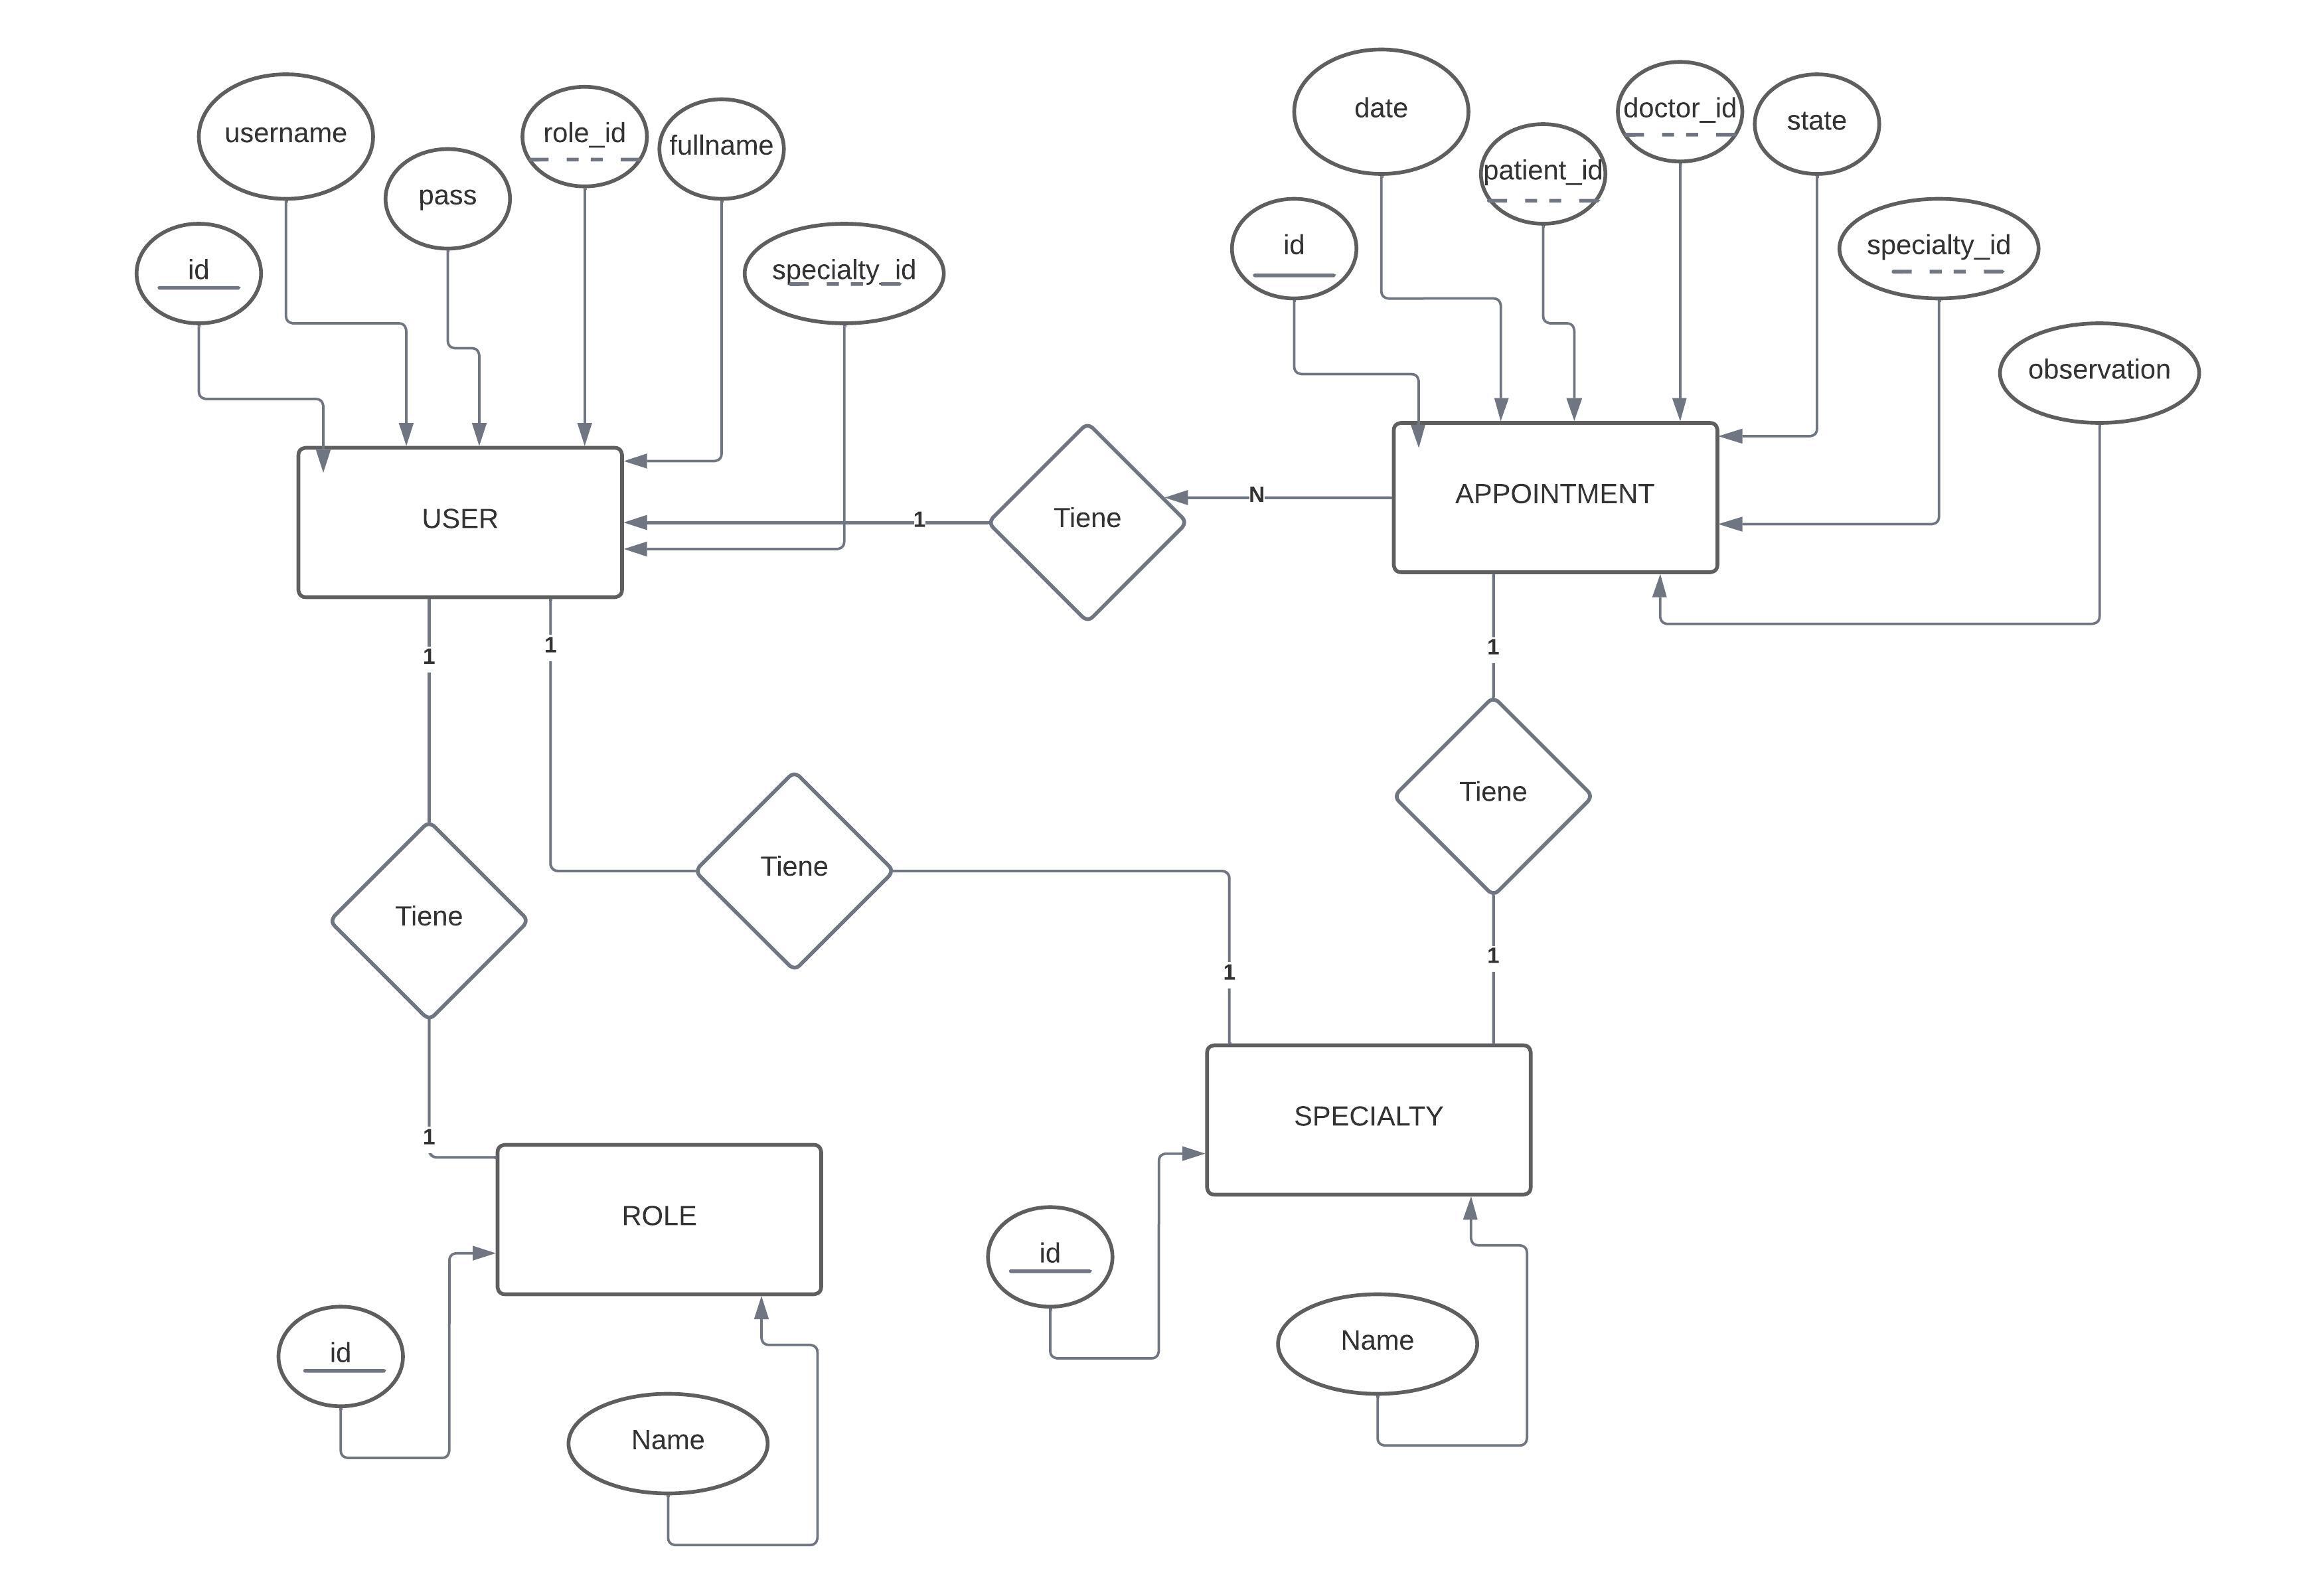 date
doctor_id
state
username
role_id
fullname
patient_id
pass
id
specialty_id
id
specialty_id
observation
USER
1
Tiene
N
APPOINTMENT
1
1
1
Tiene
Tiene
Tiene
1
1
1
SPECIALTY
ROLE
id
Name
id
Name